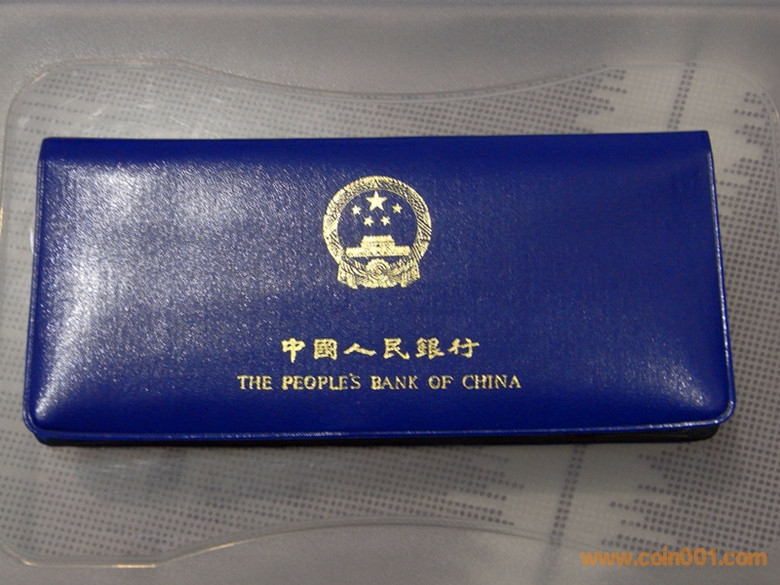 中國人民銀行
THE PEOPLE'S BANK OF CHINA
www.coin001.com